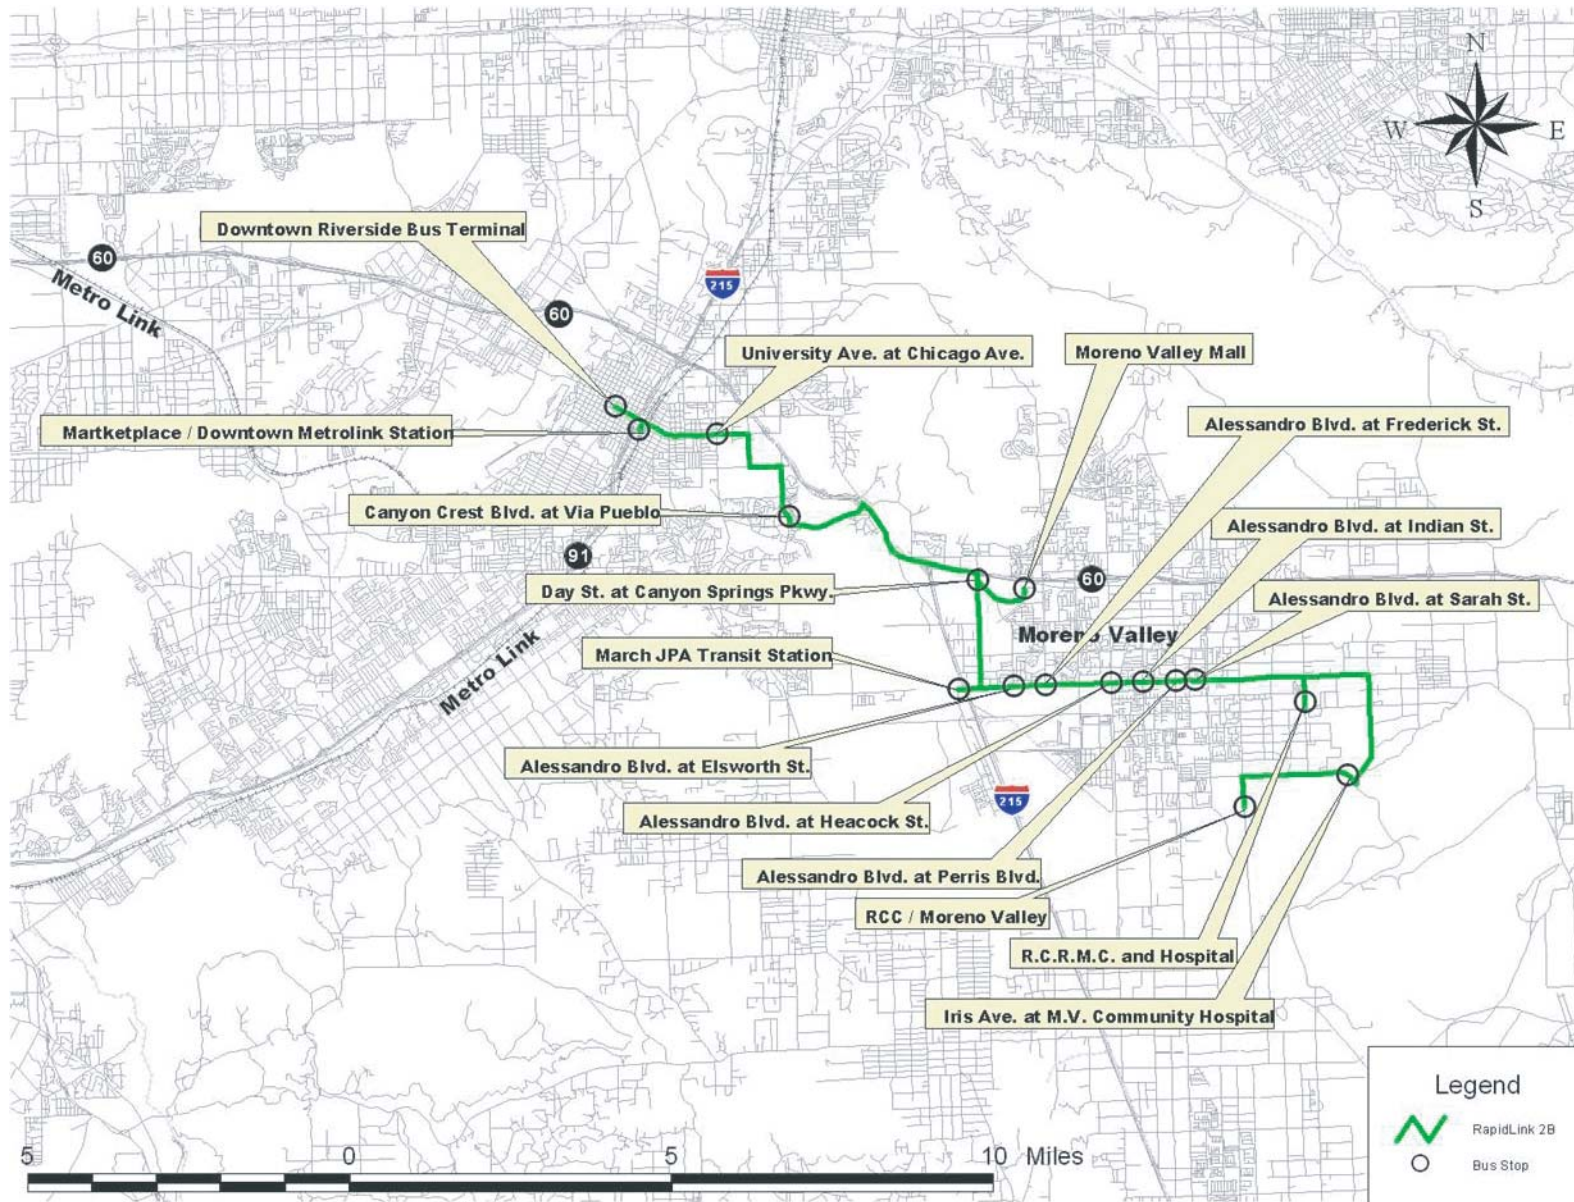 N
W
E
S
Downtown Riverside Bus Terminal
60
Metro Link
215
60
University Ave. at Chicago Ave.
Moreno Valley Mall
Alessandro Blvd. at Frederick St.
Martketplace / Downtown Metrolink Station
Canyon Crest Blvd. at Via Pueblo
Alessandro Blvd. at Indian St.
91
Day St. at Canyon Springs Pkwy.
60
Alessandro Blvd. at Sarah St.
Moreno Valley
March JPA Transit Station
Metro Link
Alessandro Blvd. at Elsworth St.
215
Alessandro Blvd. at Heacock St.
Alessandro Blvd. at Perris Blvd.
RCC / Moreno Valley
R.C.R.M.C. and Hospital
Iris Ave. at M.V. Community Hospital
Legend
RapidLink 2B
Bus Stop
5 0 5 10 Miles